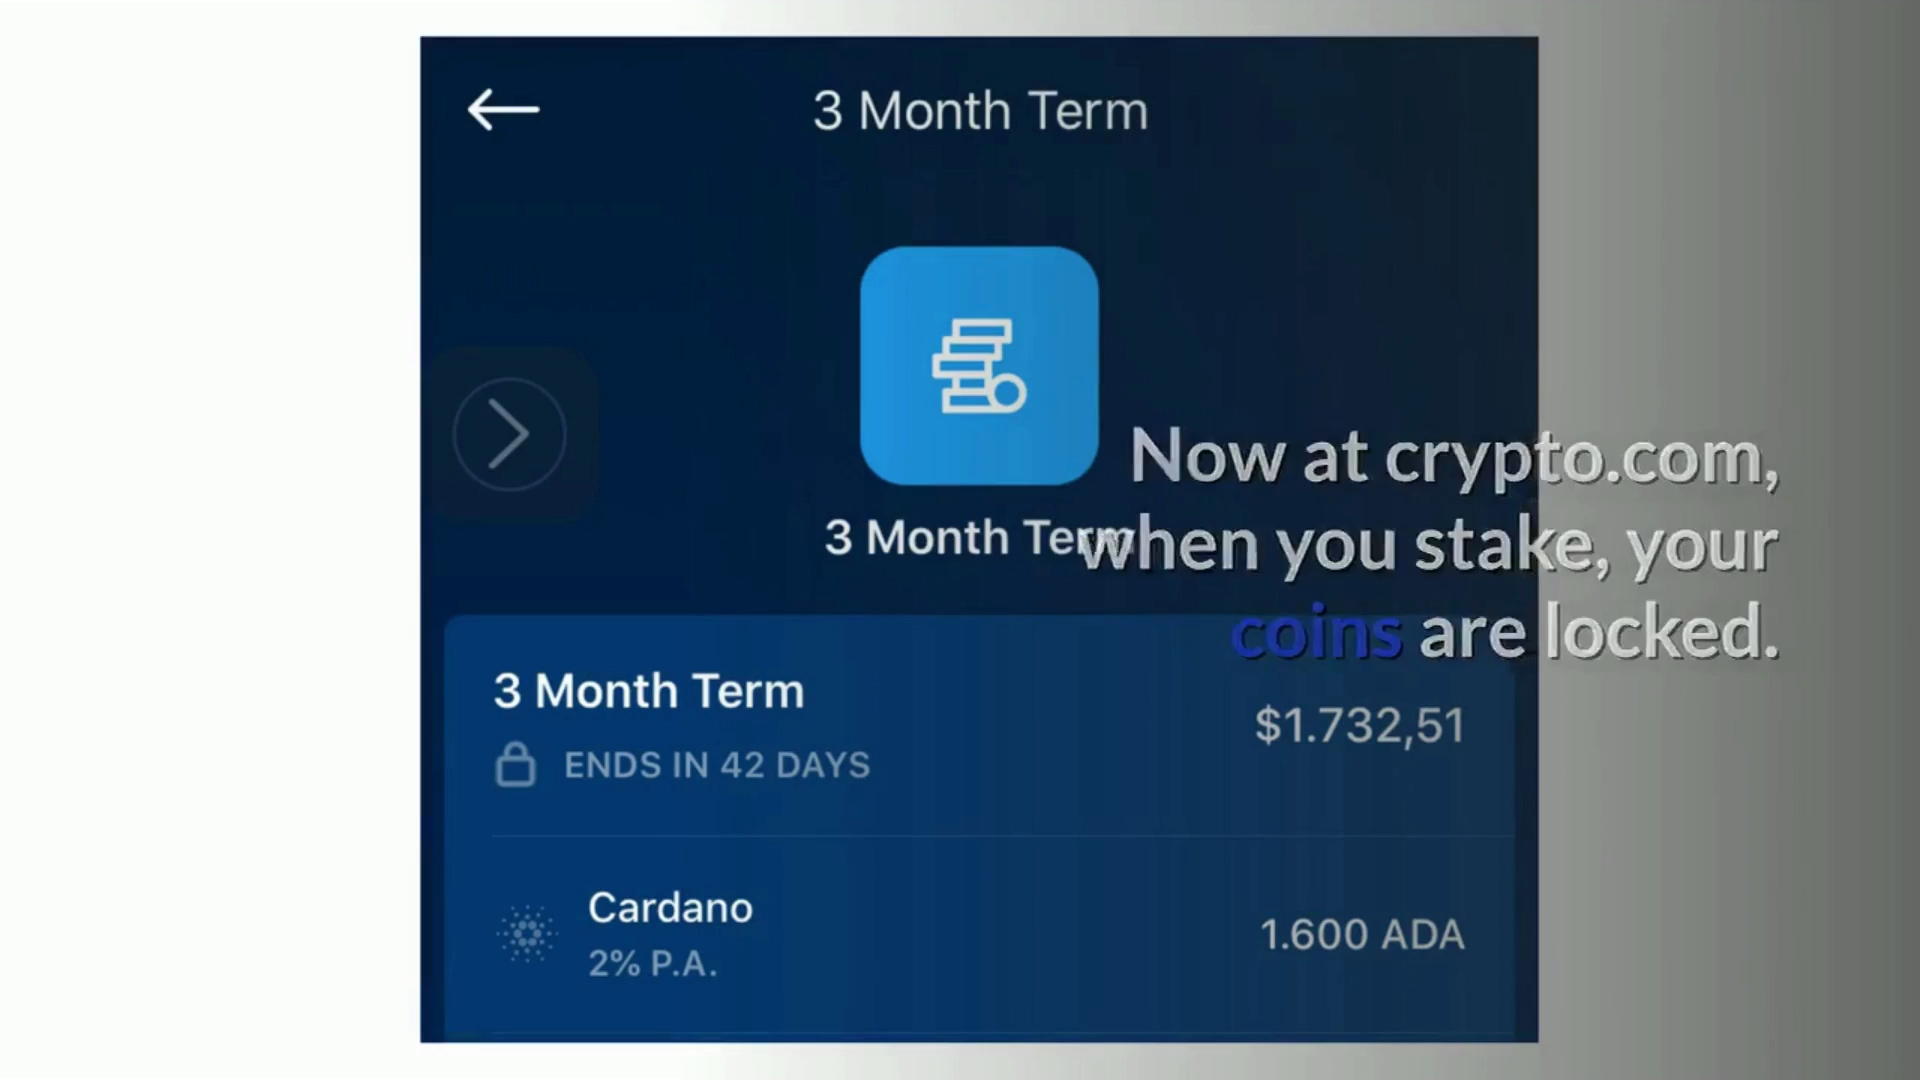 3 Month Term
3 Month Term
Now at crypto.com,
when you stake, your
coins are locked.
3 Month Term
$1.732,51
ENDS IN 42 DAYS
Cardano
1.600 ADA
2% P.A.